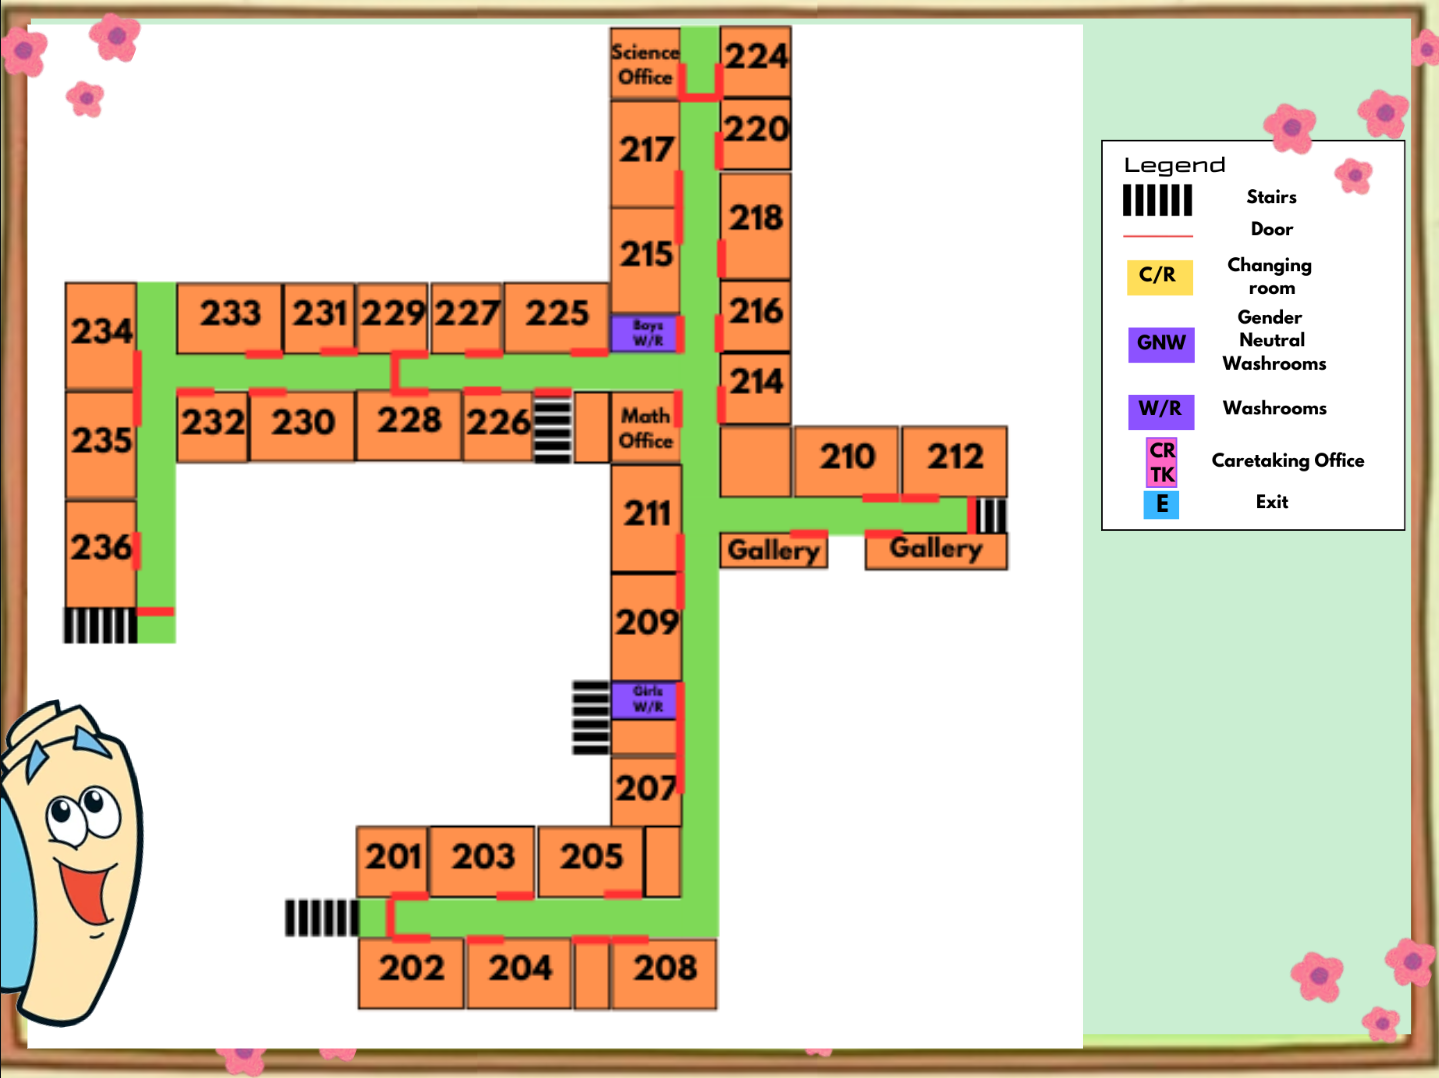 Science
Office
224
217
220
215
218
Boys
W/R
216
214
234
233
231
229
227
225
235
232
230
228
226
Math
Office
236
211
210
212
Gallery
Gallery
209
Girls
W/R
207
201
203
205
202
204
208
Legend
Stairs
Door
C/R
Changing
room
GNW
Gender
Neutral
Washrooms
W/R
Washrooms
CR
TK
Caretaking Office
E
Exit